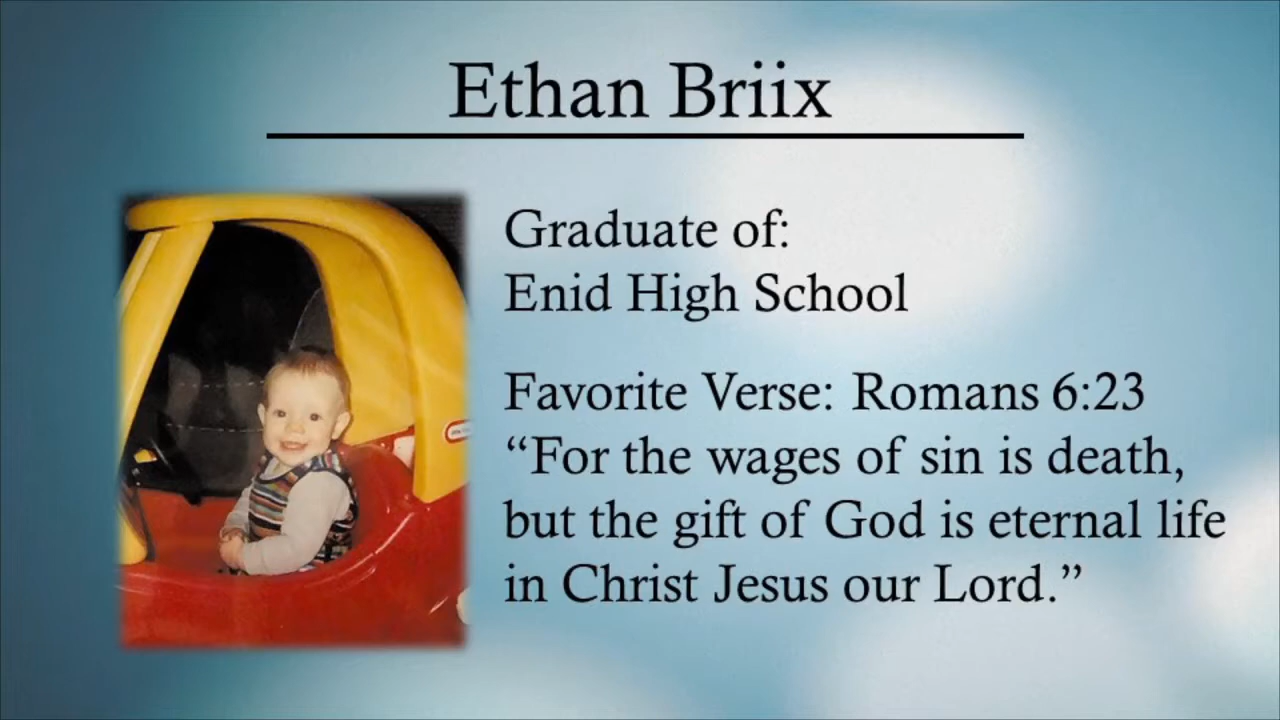 Ethan Briix
Graduate of:
Enid High School
Favorite Verse: Romans 6:23
“For the wages of sin is death,
but the gift of God is eternal life
in Christ Jesus our Lord.”